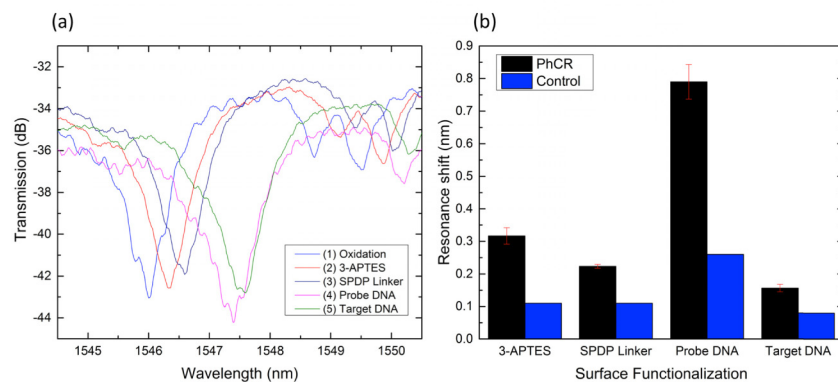 (a)
-32
-34
-36
-38
-40
-42
-44
Transmission (dB)
1545
1546
1547
1548
1549
1550
Wavelength (nm)
(1) Oxidation
(2) 3-APTES
(3) SPDP Linker
(4) Probe DNA
(5) Target DNA
(b)
0.9
0.8
0.7
0.6
0.5
0.4
0.3
0.2
0.1
0.0
Resonance shift (nm)
PhCR
Control
3-APTES
SPDP Linker
Probe DNA
Target DNA
Surface Functionalization